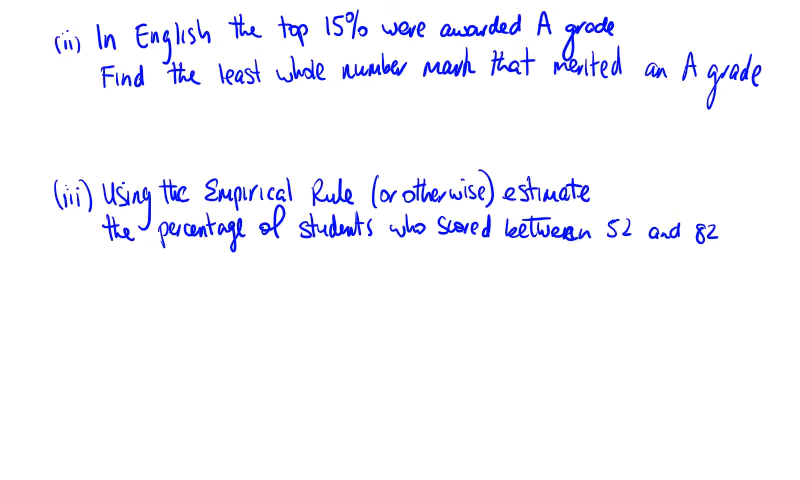 (ii) In English the top 15% were awarded A grade
Find the least whole number mark that merited an A grade
(iii) Using the Empirical Rule (or otherwise) estimate
the percentage of students who scored between 52 and 82